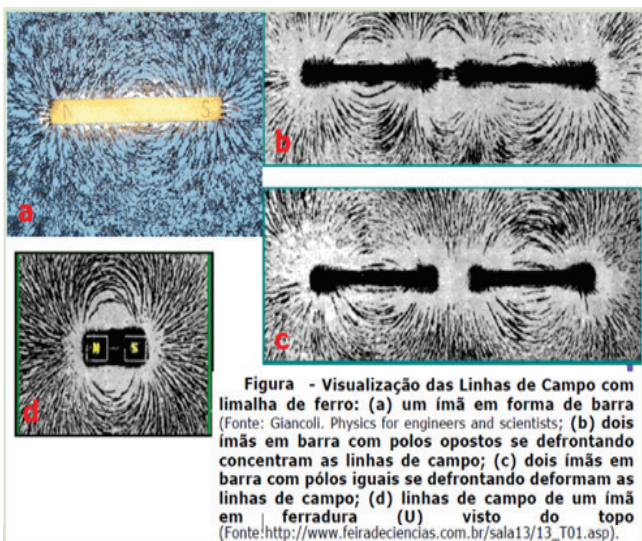 N S
a
b
c
N S
d
Figura - Visualização das Linhas de Campo com
limalha de ferro: (a) um ímã em forma de barra
(Fonte: Giancoli. Physics for engineers and scientists; (b) dois
ímãs em barra com polos opostos se defrontando
concentram as linhas de campo; (c) dois ímãs em
barra com pólos iguais se defrontando deformam as
linhas de campo; (d) linhas de campo de um ímã
em ferradura (U) visto do topo
(Fonte:http://www.feiradeciencias.com.br/sala13/13_T01.asp).